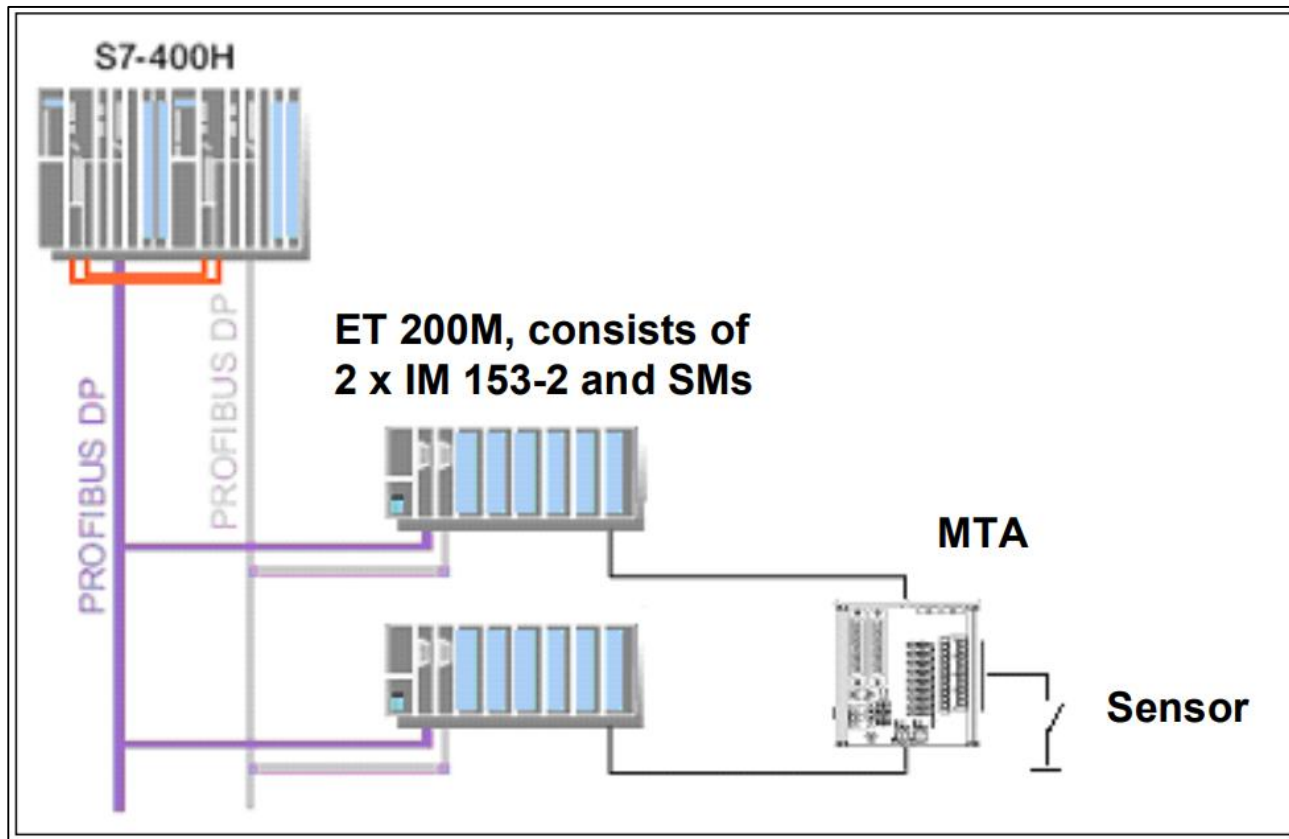 S7-400H
PROFIBUS DP
PROFIBUS DP
ET 200M, consists of
2 x IM 153-2 and SMs
MTA
Sensor